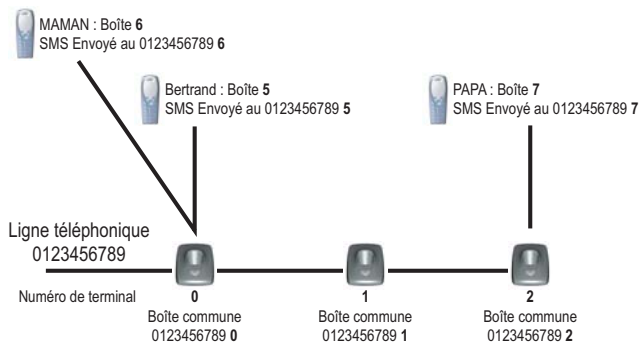 MAMAN : Boîte 6
SMS Envoyé au 0123456789 6
Bertrand : Boîte 5
SMS Envoyé au 0123456789 5
PAPA : Boîte 7
SMS Envoyé au 0123456789 7
Ligne téléphonique
0123456789
Numéro de terminal
0
1
2
Boîte commune
0123456789 0
Boîte commune
0123456789 1
Boîte commune
0123456789 2